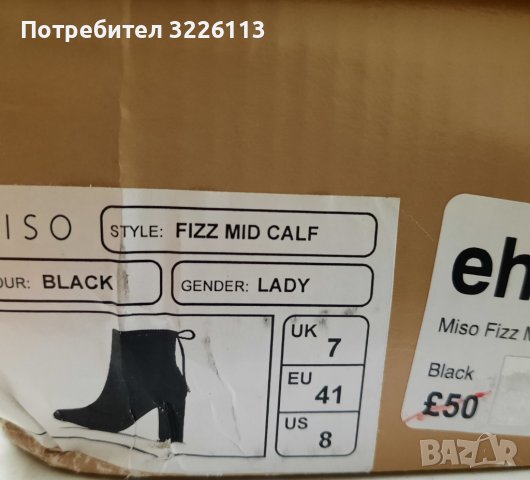 Потребител 3226113
ISO
STYLE: FIZZ MID CALF
OUR: BLACK
GENDER: LADY
UK
7
EU
41
US
8
eh
Miso Fizz M
Black
£50
BAZAR